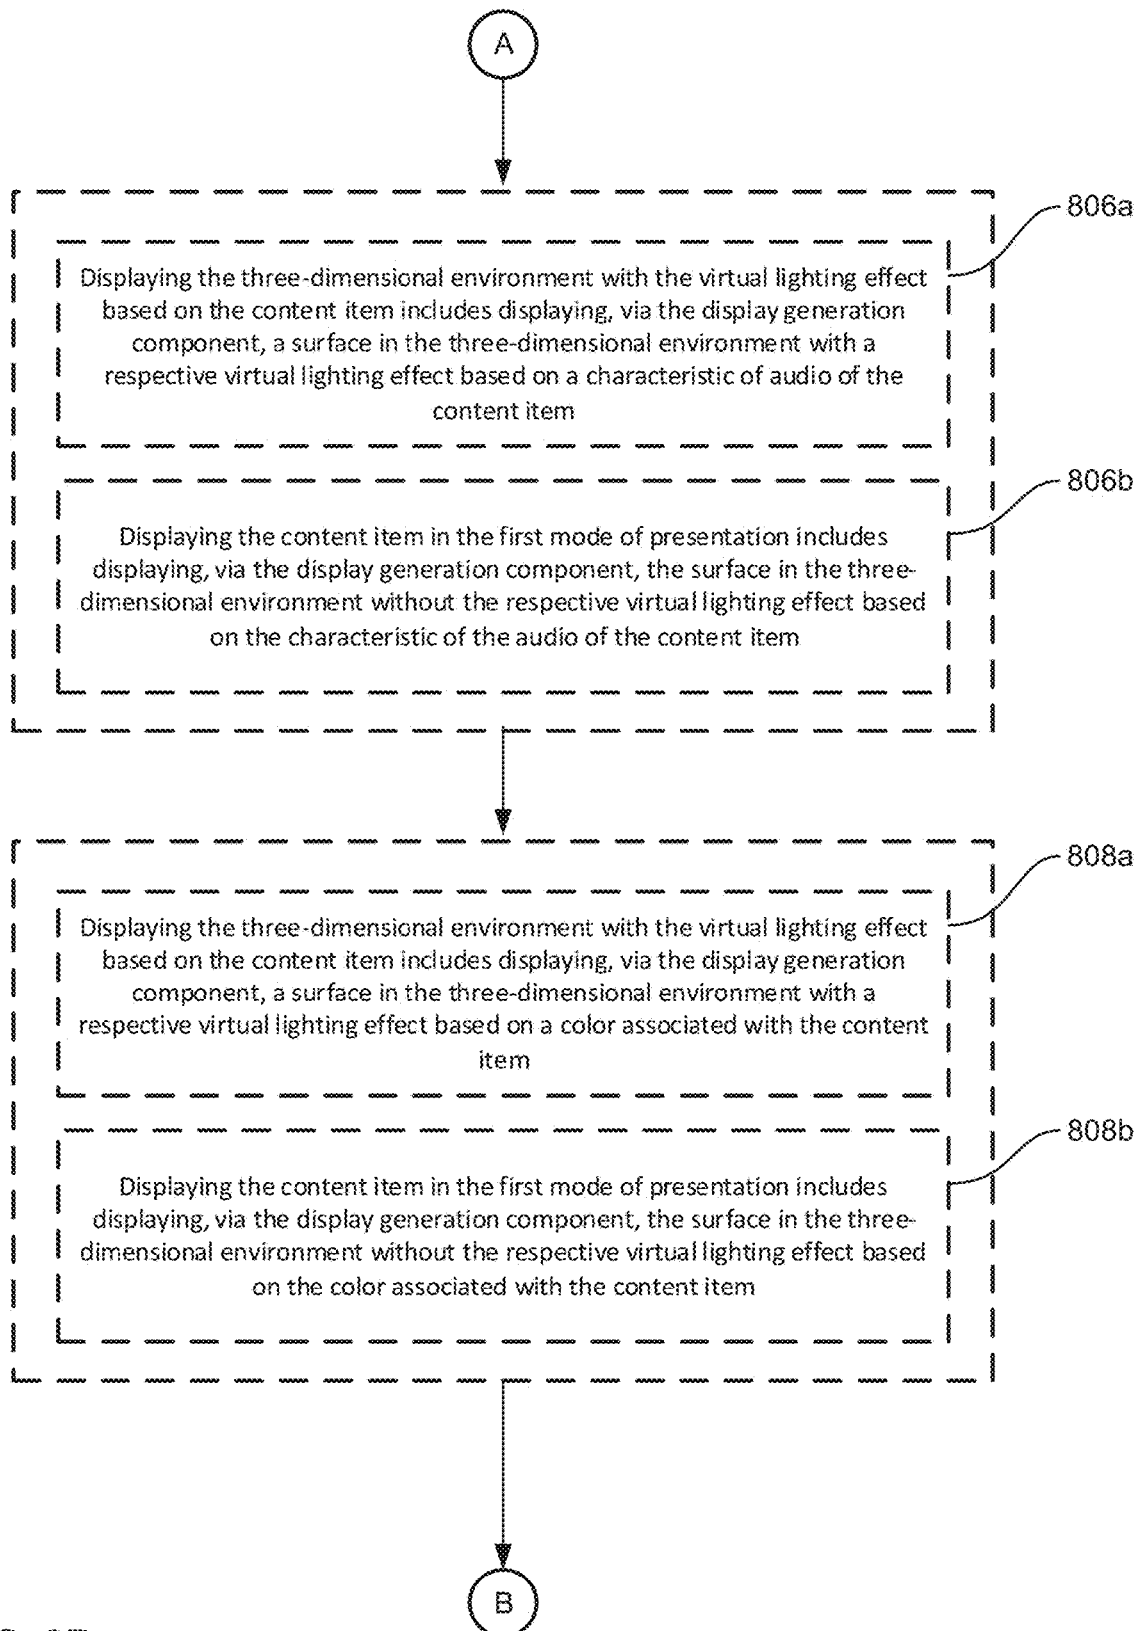 A
806a
Displaying the three-dimensional environment with the virtual lighting effect
based on the content item includes displaying, via the display generation
component, a surface in the three-dimensional environment with a
respective virtual lighting effect based on a characteristic of audio of the
content item
806b
Displaying the content item in the first mode of presentation includes
displaying, via the display generation component, the surface in the three-
dimensional environment without the respective virtual lighting effect based
on the characteristic of the audio of the content item
808a
Displaying the three-dimensional environment with the virtual lighting effect
based on the content item includes displaying, via the display generation
component, a surface in the three-dimensional environment with a
respective virtual lighting effect based on a color associated with the content
item
808b
Displaying the content item in the first mode of presentation includes
displaying, via the display generation component, the surface in the three-
dimensional environment without the respective virtual lighting effect based
on the color associated with the content item
B